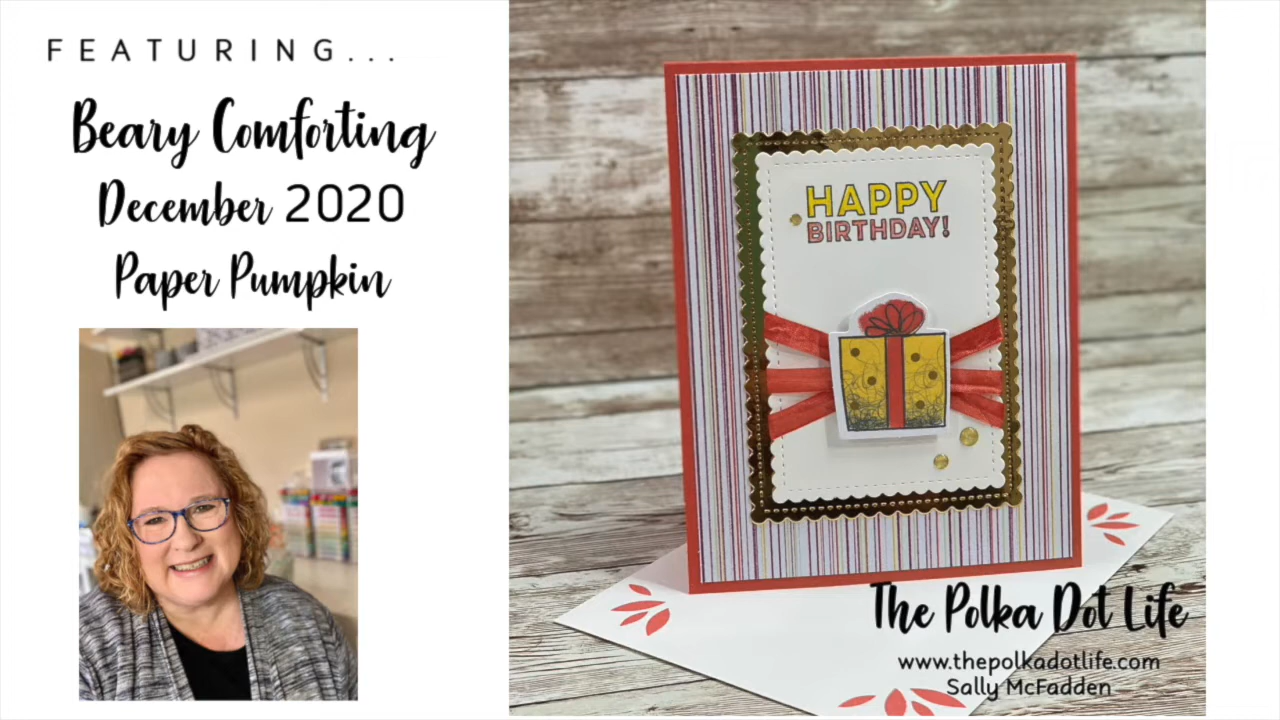 FEATURING...
Beary Comforting
December 2020
Paper Pumpkin
HAPPY
BIRTHDAY!
The Polka Dot Life
www.thepolkadotlife.com
Sally McFadden